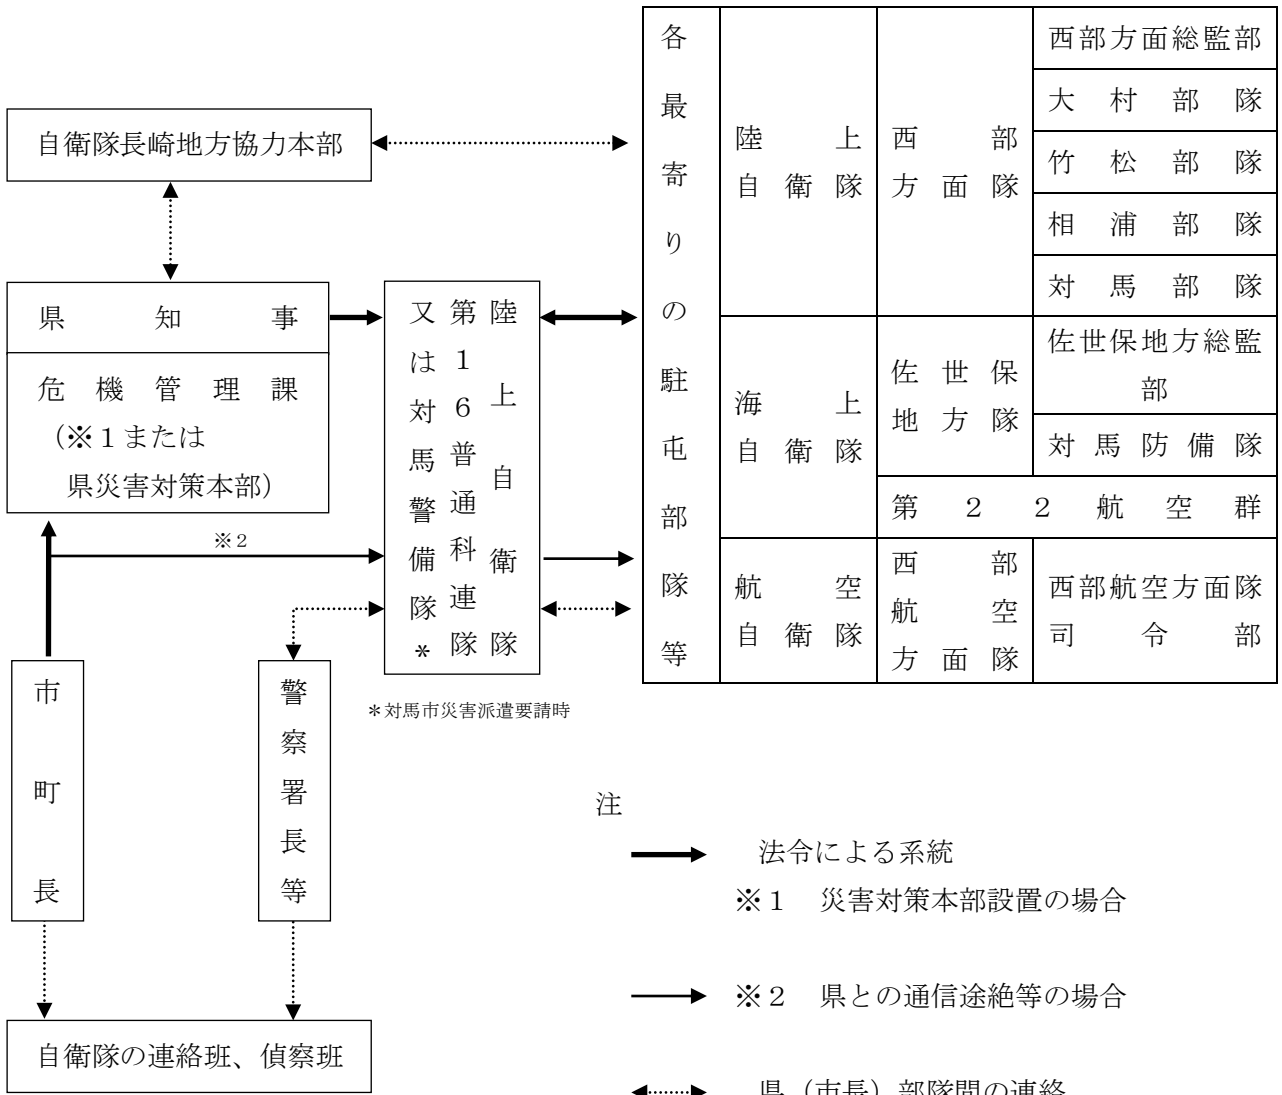 自衛隊長崎地方協力本部
県知事
危機管理課
(※1または
県災害対策本部)
※2
市町長
警察署長等
自衛隊の連絡班、偵察班
陸上自衛隊
第16普通科連隊
又は対馬警備隊*
*対馬市災害派遣要請時
各最寄りの駐屯部隊等
陸上
自衛隊
西部
方面隊
西部方面総監部
大村部隊
竹松部隊
相浦部隊
対馬部隊
海上
自衛隊
佐世保
地方隊
佐世保地方総監
部
対馬防備隊
第22航空群
航空
自衛隊
西部
航空
方面隊
西部航空方面隊
司令部
注
法令による系統
※1 災害対策本部設置の場合
※2 県との通信途絶等の場合
県(市長)部隊間の連絡